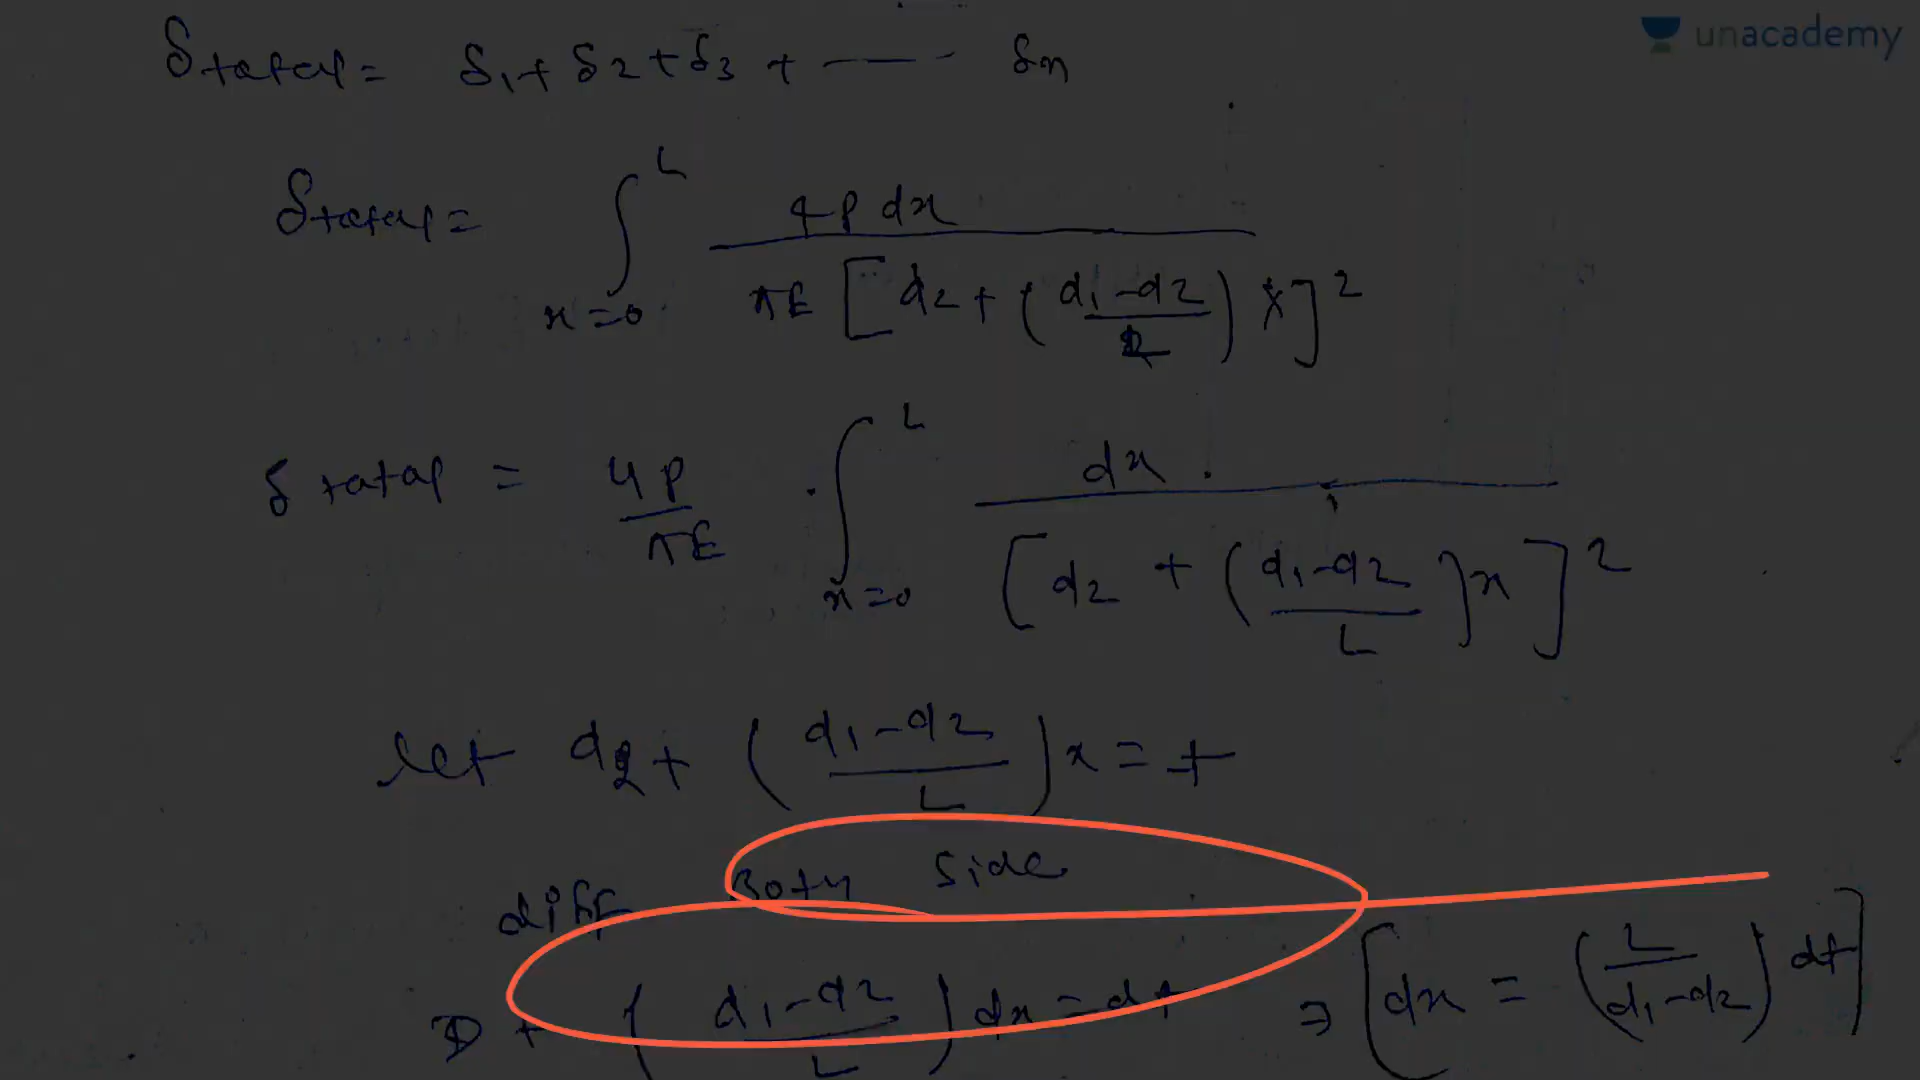 unacademy
δtotal = δ1 + δ2 + δ3 + ---- δn
δtotal = ∫ x=0 L 4P dx / πE [d2 + (d1-d2 / L) x]²
δ total = 4P / πE . ∫ x=0 L dx / [d2 + (d1-d2 / L) x]²
let d2 + (d1-d2 / L) x = t
diff Both side
0 + (d1-d2 / L) dx = dt ⇒ [dx = (L / d1-d2) dt]